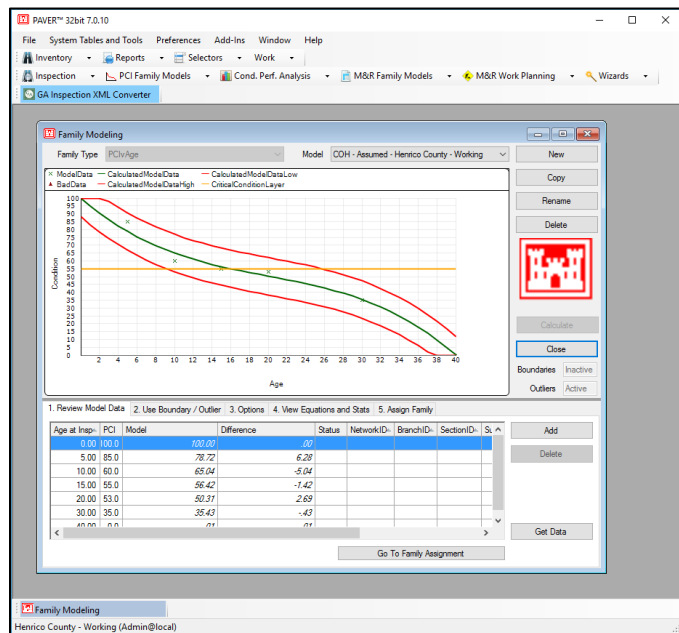 PAVER™ 32bit 7.0.10
File System Tables and Tools Preferences Add-Ins Window Help
Inventory Reports Selectors Work
Inspection PCI Family Models Cond. Perf. Analysis M&R Family Models M&R Work Planning Wizards
GA Inspection XML Converter
Family Modeling
Family Type PCIvAge Model COH - Assumed - Henrico County - Working New
ModelData CalculatedModelData CalculatedModelDataLow
BadData CalculatedModelDataHigh CriticalConditionLayer
Copy
Rename
Delete
Condition
100
95
90
85
80
75
70
65
60
55
50
45
40
35
30
25
20
15
10
5
0
2 4 6 8 10 12 14 16 18 20 22 24 26 28 30 32 34 36 38 40
Age
Calculate
Close
Boundaries Inactive
Outliers Active
1. Review Model Data 2. Use Boundary / Outlier 3. Options 4. View Equations and Stats 5. Assign Family
Age at Insp PCI Model Difference Status NetworkID BranchID SectionID Su
0.00 100.0 100.00 .00
5.00 85.0 78.72 6.28
10.00 60.0 65.04 -5.04
15.00 55.0 56.42 -1.42
20.00 53.0 50.31 2.69
30.00 35.0 35.43 -.43
40.00 0.0 .01 .01
Add
Delete
Get Data
Go To Family Assignment
Family Modeling
Henrico County - Working (Admin@local)